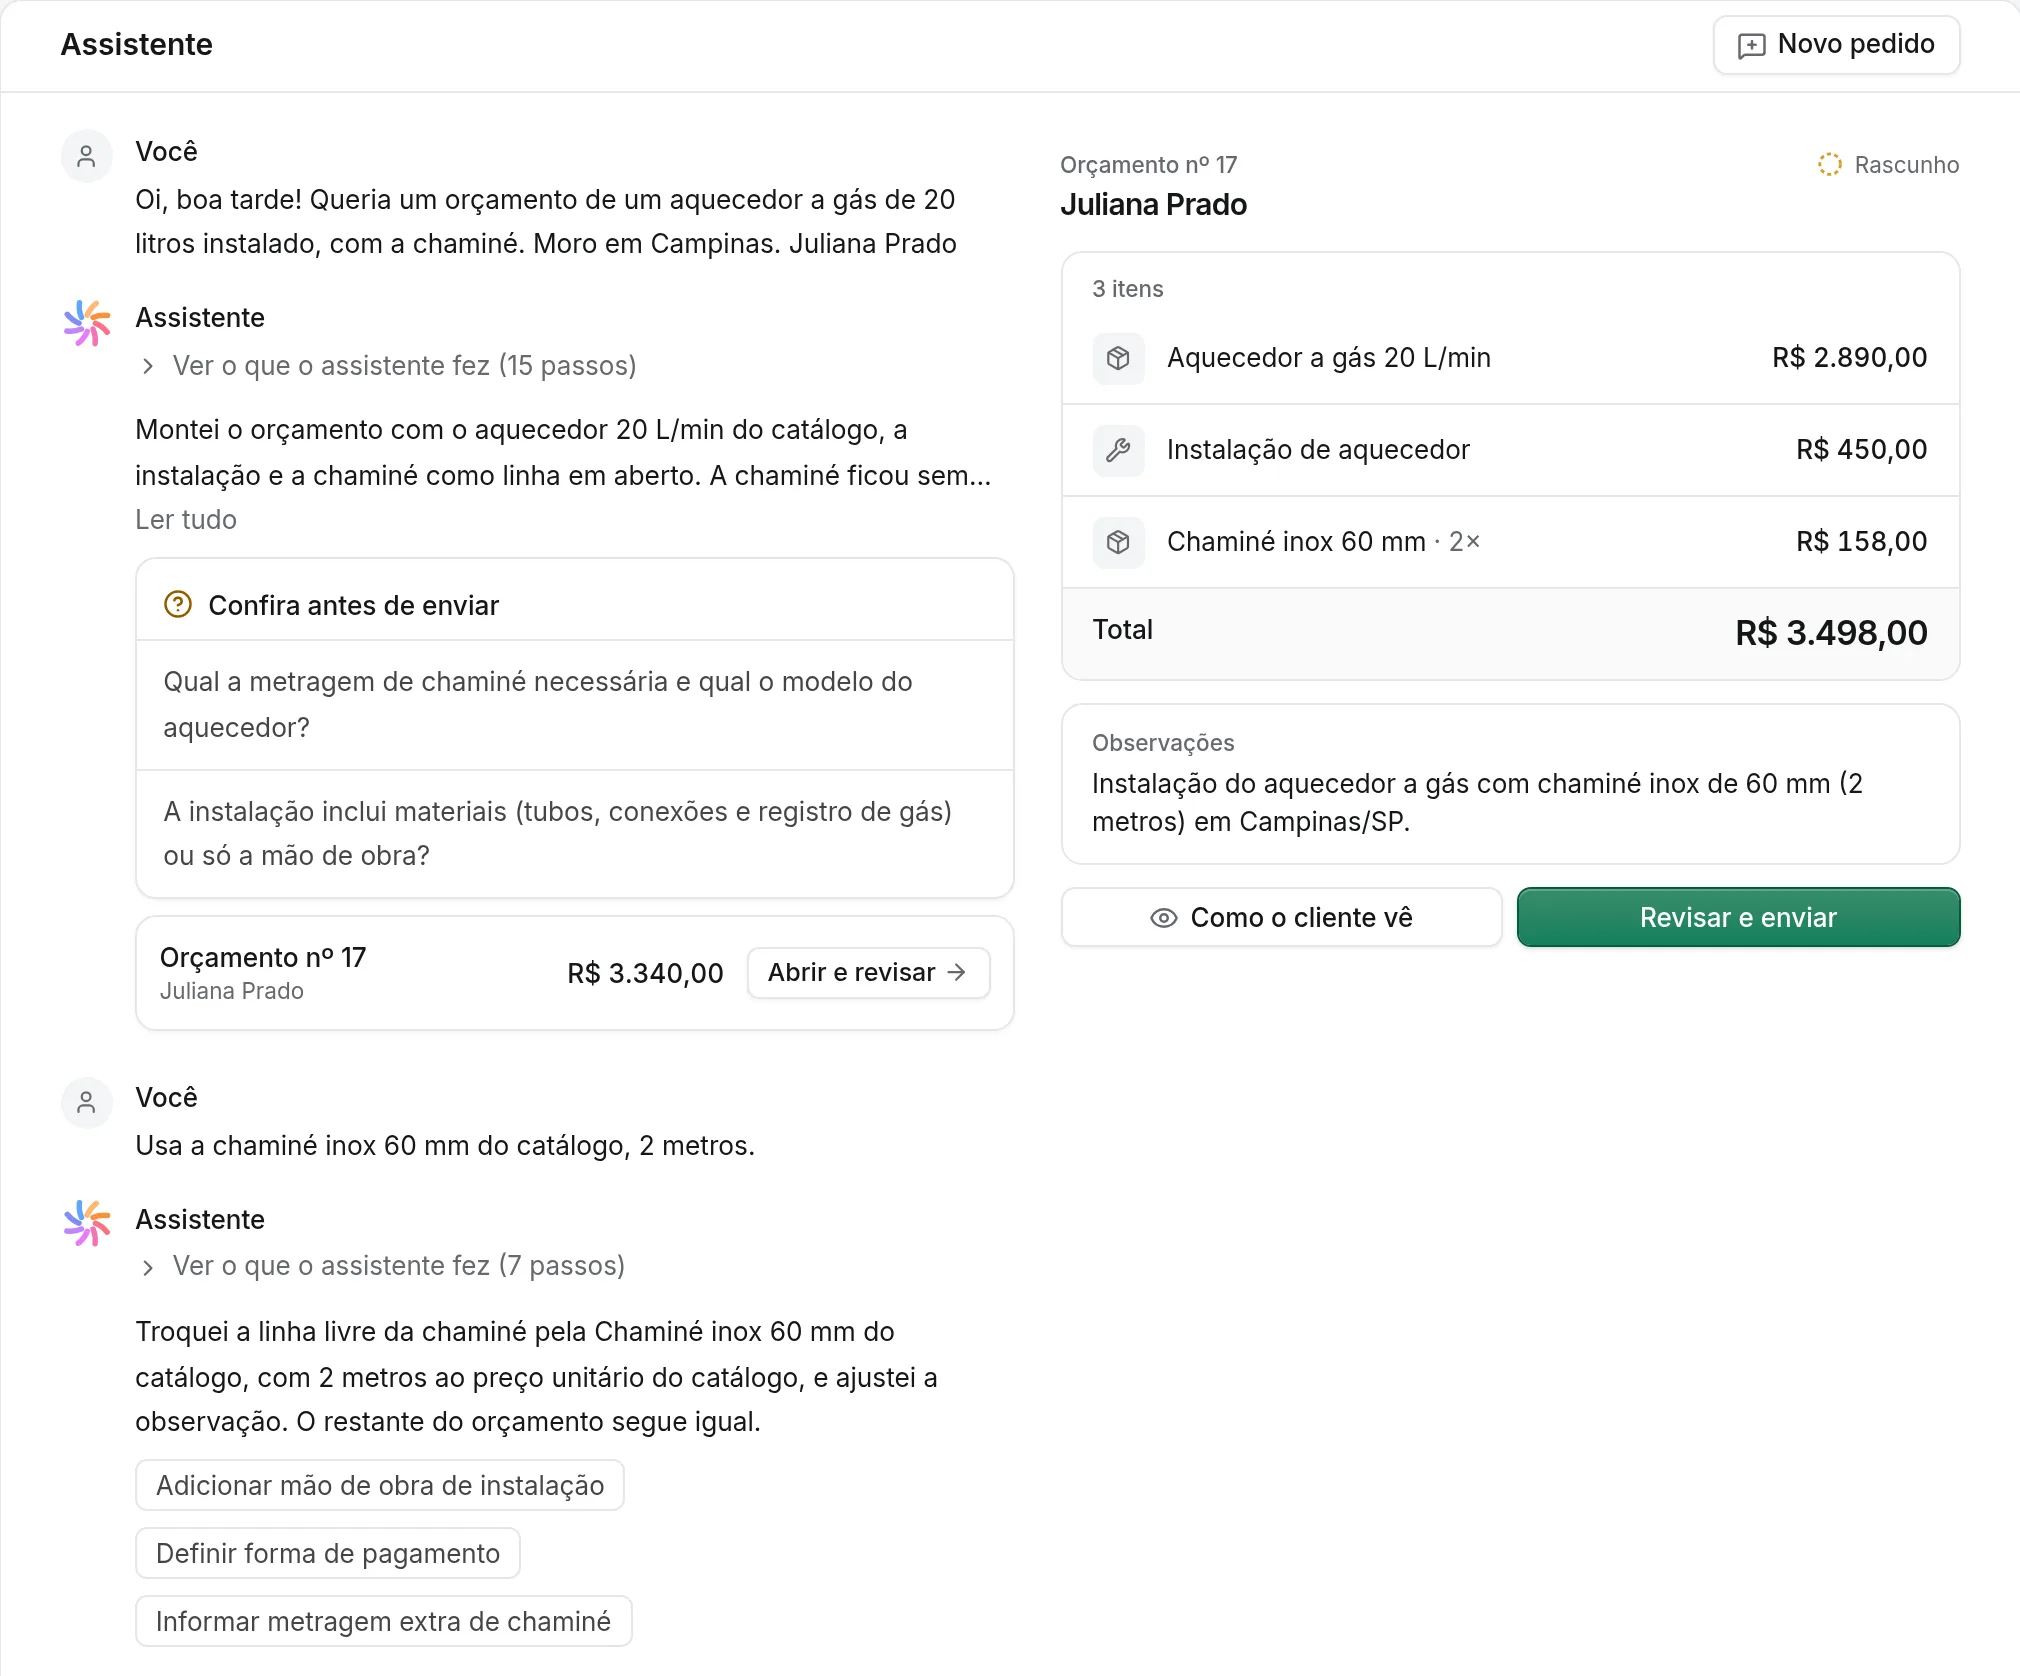 Assistente
Novo pedido
Você
Oi, boa tarde! Queria um orçamento de um aquecedor a gás de 20
litros instalado, com a chaminé. Moro em Campinas. Juliana Prado
Assistente
Ver o que o assistente fez (15 passos)
Montei o orçamento com o aquecedor 20 L/min do catálogo, a
instalação e a chaminé como linha em aberto. A chaminé ficou sem...
Ler tudo
Confira antes de enviar
Qual a metragem de chaminé necessária e qual o modelo do
aquecedor?
A instalação inclui materiais (tubos, conexões e registro de gás)
ou só a mão de obra?
Orçamento nº 17
Juliana Prado
R$ 3.340,00
Abrir e revisar →
Você
Usa a chaminé inox 60 mm do catálogo, 2 metros.
Assistente
Ver o que o assistente fez (7 passos)
Troquei a linha livre da chaminé pela Chaminé inox 60 mm do
catálogo, com 2 metros ao preço unitário do catálogo, e ajustei a
observação. O restante do orçamento segue igual.
Adicionar mão de obra de instalação
Definir forma de pagamento
Informar metragem extra de chaminé
Orçamento nº 17
Rascunho
Juliana Prado
3 itens
Aquecedor a gás 20 L/min R$ 2.890,00
Instalação de aquecedor R$ 450,00
Chaminé inox 60 mm · 2× R$ 158,00
Total R$ 3.498,00
Observações
Instalação do aquecedor a gás com chaminé inox de 60 mm (2
metros) em Campinas/SP.
Como o cliente vê
Revisar e enviar